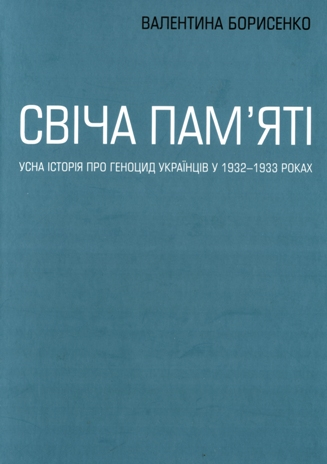 ВАЛЕНТИНА БОРИСЕНКО
СВІЧА ПАМ’ЯТІ
УСНА ІСТОРІЯ ПРО ГЕНОЦИД УКРАЇНЦІВ У 1932–1933 РОКАХ